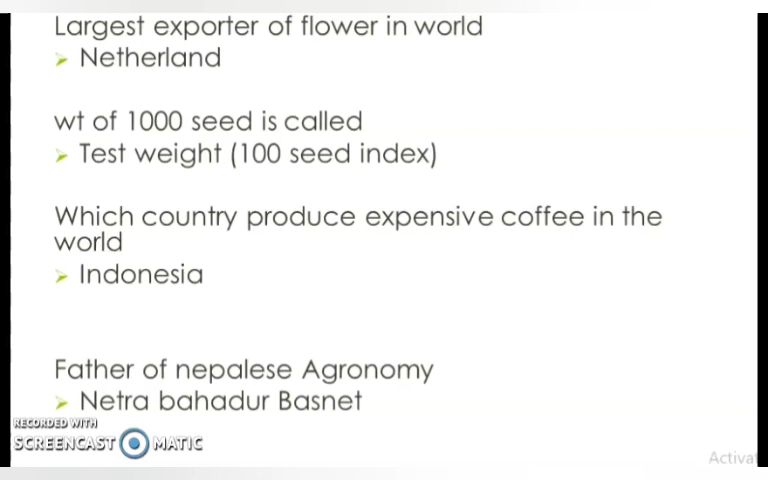 Largest exporter of flower in world
Netherland
wt of 1000 seed is called
Test weight (100 seed index)
Which country produce expensive coffee in the
world
Indonesia
Father of nepalese Agronomy
Netra bahadur Basnet
RECORDED WITH
SCREENCAST MATIC
Activat